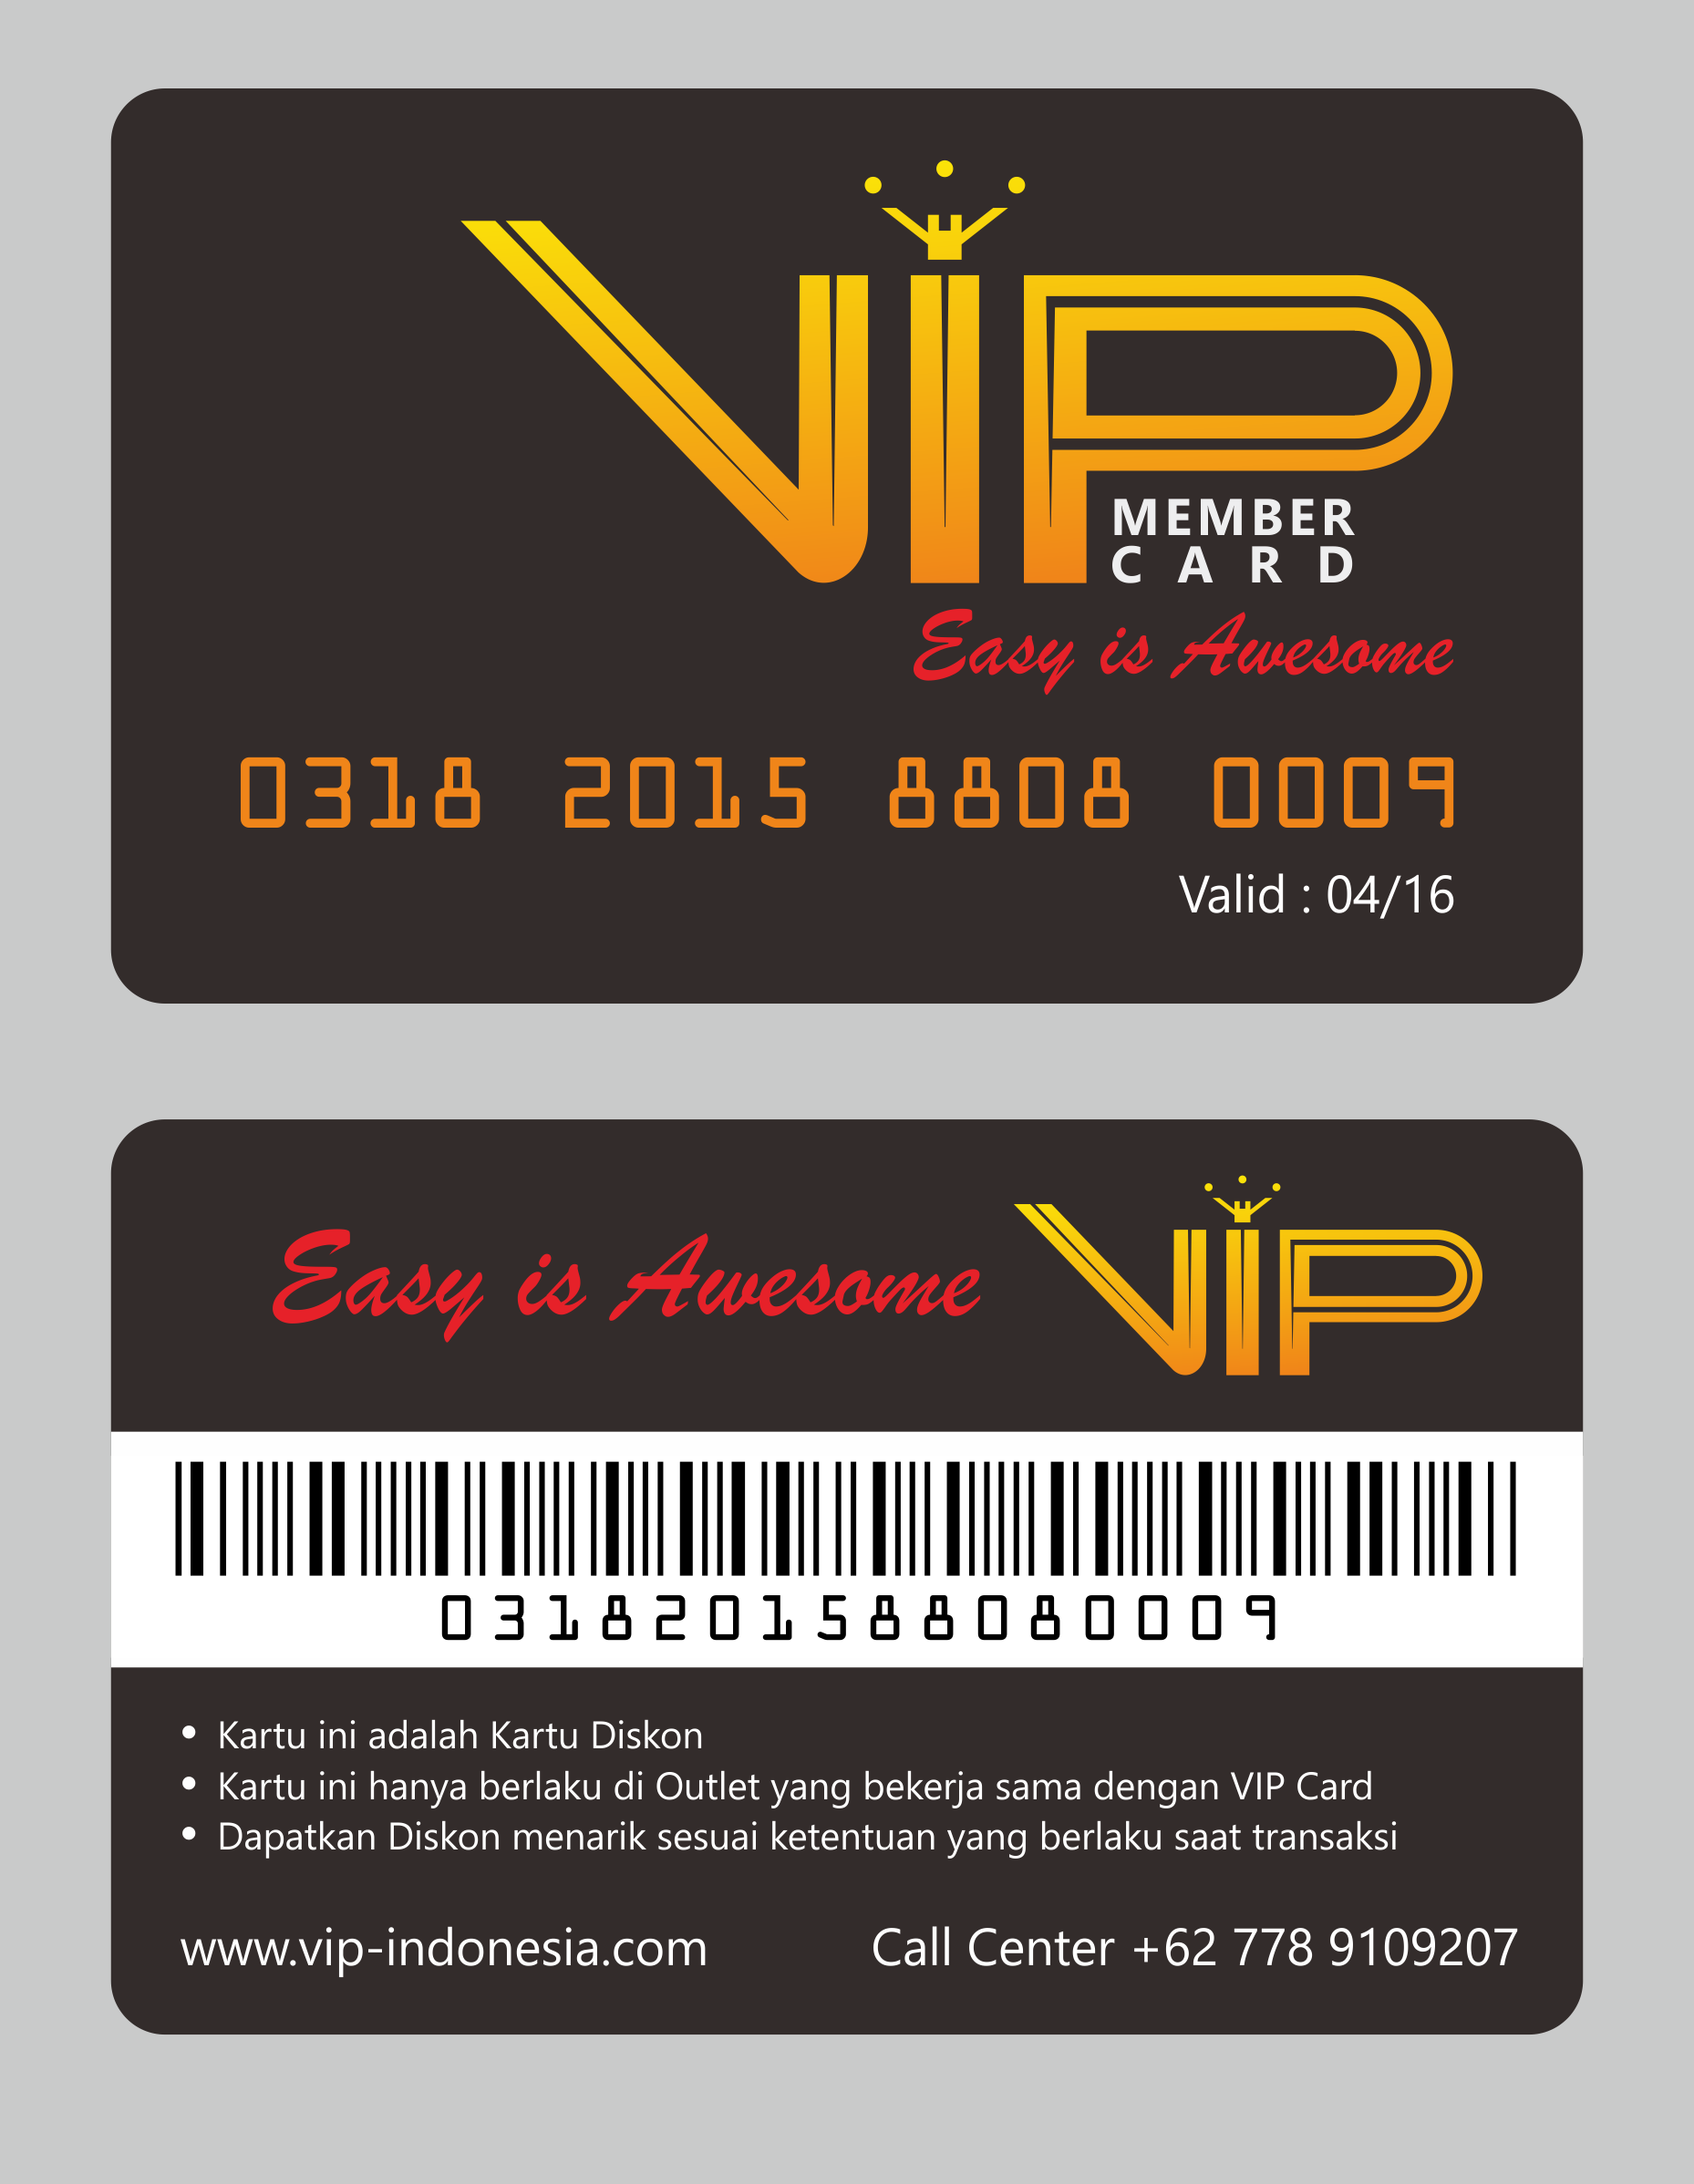 VIP
MEMBER
CARD
Easy is Awesome
0318 2015 8808 0009
Valid : 04/16
Easy is Awesome VIP
0318201588080009
• Kartu ini adalah Kartu Diskon
• Kartu ini hanya berlaku di Outlet yang bekerja sama dengan VIP Card
• Dapatkan Diskon menarik sesuai ketentuan yang berlaku saat transaksi
www.vip-indonesia.com Call Center +62 778 9109207